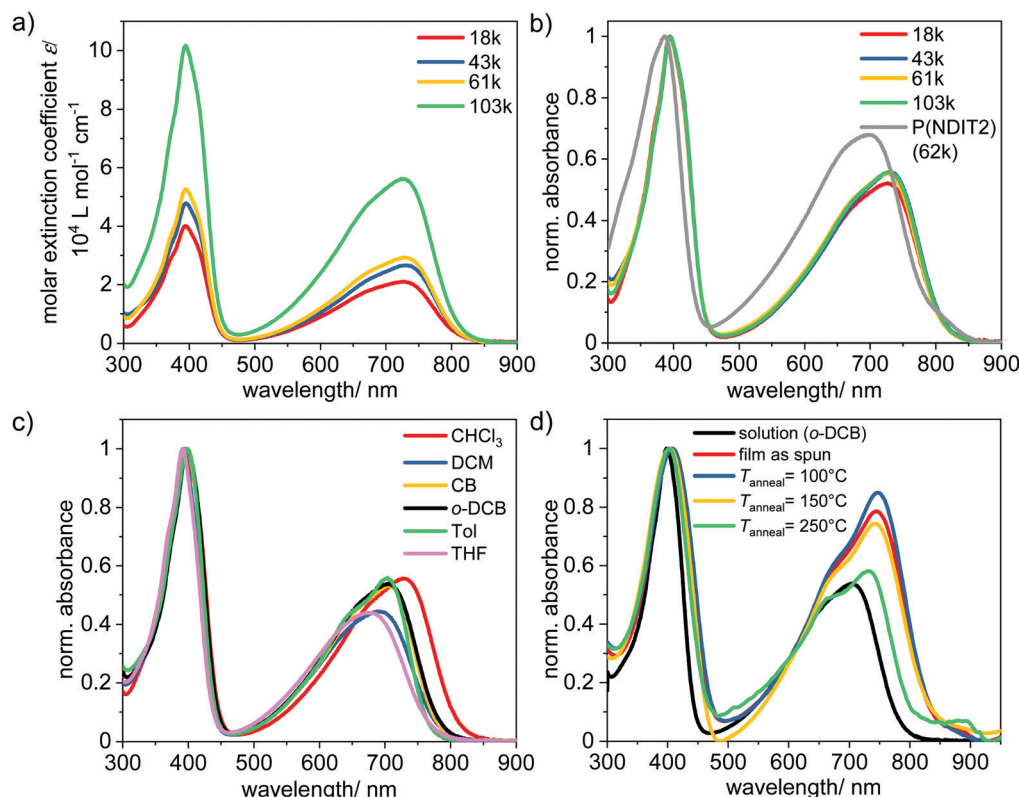 a)
molar extinction coefficient ε/
10⁴ L mol⁻¹ cm⁻¹
10
8
6
4
2
0
300 400 500 600 700 800 900
wavelength/ nm
18k
43k
61k
103k
b)
norm. absorbance
1
0.8
0.6
0.4
0.2
0
300 400 500 600 700 800 900
wavelength/ nm
18k
43k
61k
103k
P(NDIT2)
(62k)
c)
norm. absorbance
1
0.8
0.6
0.4
0.2
0
300 400 500 600 700 800 900
wavelength/ nm
CHCl₃
DCM
CB
o-DCB
Tol
THF
d)
norm. absorbance
1
0.8
0.6
0.4
0.2
0
300 400 500 600 700 800 900
wavelength/ nm
solution (o-DCB)
film as spun
Tanneal= 100°C
Tanneal= 150°C
Tanneal= 250°C